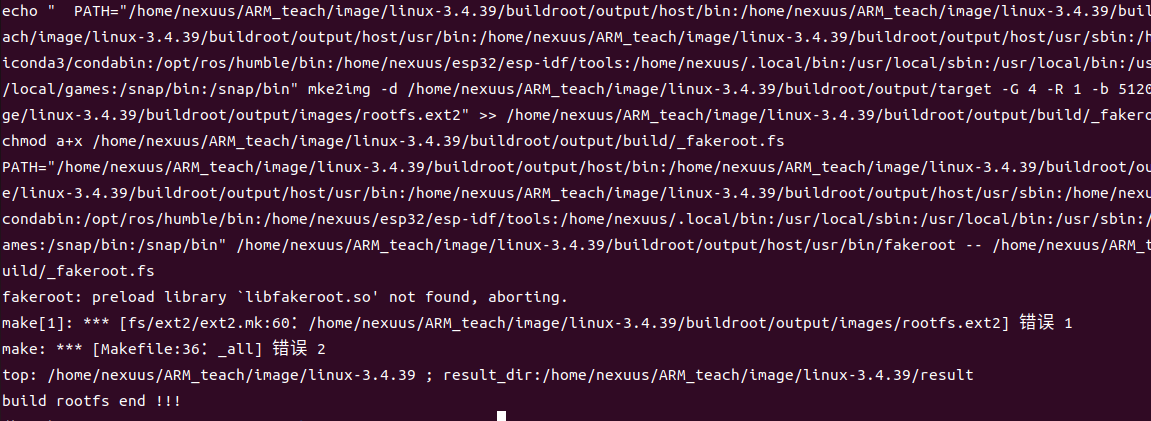 echo "  PATH="/home/nexuus/ARM_teach/image/linux-3.4.39/buildroot/output/host/bin:/home/nexuus/ARM_teach/image/linux-3.4.39/buil
ach/image/linux-3.4.39/buildroot/output/host/usr/bin:/home/nexuus/ARM_teach/image/linux-3.4.39/buildroot/output/host/usr/sbin:/h
iconda3/condabin:/opt/ros/humble/bin:/home/nexuus/esp32/esp-idf/tools:/home/nexuus/.local/bin:/usr/local/sbin:/usr/local/bin:/us
/local/games:/snap/bin:/snap/bin" mke2img -d /home/nexuus/ARM_teach/image/linux-3.4.39/buildroot/output/target -G 4 -R 1 -b 5120
ge/linux-3.4.39/buildroot/output/images/rootfs.ext2" >> /home/nexuus/ARM_teach/image/linux-3.4.39/buildroot/output/build/_fakero
chmod a+x /home/nexuus/ARM_teach/image/linux-3.4.39/buildroot/output/build/_fakeroot.fs
PATH="/home/nexuus/ARM_teach/image/linux-3.4.39/buildroot/output/host/bin:/home/nexuus/ARM_teach/image/linux-3.4.39/buildroot/ou
e/linux-3.4.39/buildroot/output/host/usr/bin:/home/nexuus/ARM_teach/image/linux-3.4.39/buildroot/output/host/usr/sbin:/home/nexu
condabin:/opt/ros/humble/bin:/home/nexuus/esp32/esp-idf/tools:/home/nexuus/.local/bin:/usr/local/sbin:/usr/local/bin:/usr/sbin:/
ames:/snap/bin:/snap/bin" /home/nexuus/ARM_teach/image/linux-3.4.39/buildroot/output/host/usr/bin/fakeroot -- /home/nexuus/ARM_t
uild/_fakeroot.fs
fakeroot: preload library `libfakeroot.so' not found, aborting.
make[1]: *** [fs/ext2/ext2.mk:60：/home/nexuus/ARM_teach/image/linux-3.4.39/buildroot/output/images/rootfs.ext2] 错误 1
make: *** [Makefile:36：_all] 错误 2
top: /home/nexuus/ARM_teach/image/linux-3.4.39 ; result_dir:/home/nexuus/ARM_teach/image/linux-3.4.39/result
build rootfs end !!!